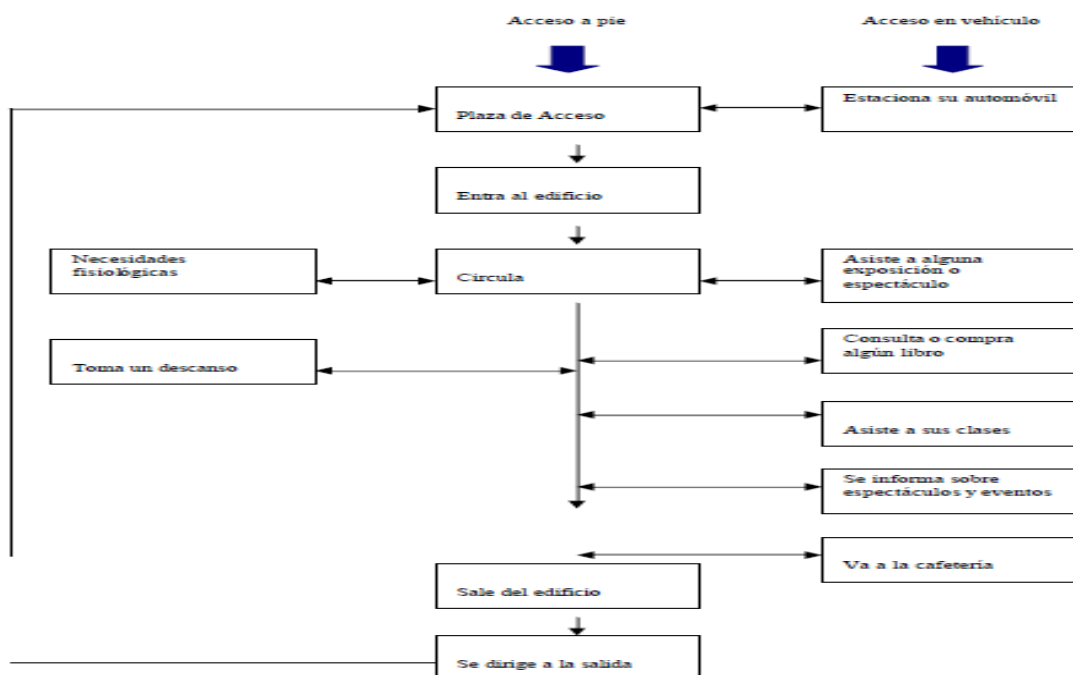 Acceso a pie
Acceso en vehículo
Plaza de Acceso
Estaciona su automóvil
Entra al edificio
Necesidades
fisiológicas
Circula
Asiste a alguna
exposición o
espectáculo
Consulta o compra
algún libro
Toma un descanso
Asiste a sus clases
Se informa sobre
espectáculos y eventos
Va a la cafetería
Sale del edificio
Se dirige a la salida